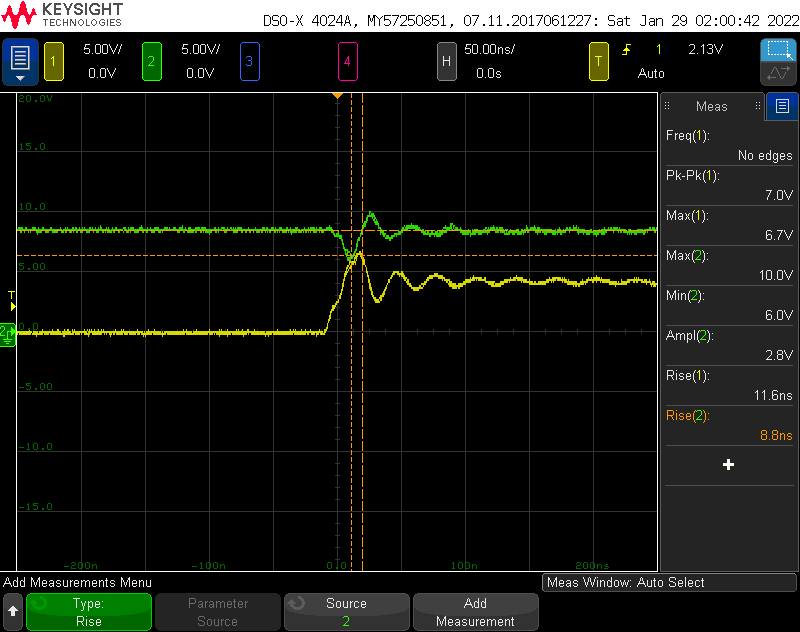 KEYSIGHT
TECHNOLOGIES
DSO-X 4024A, MY57250851, 07.11.2017061227: Sat Jan 29 02:00:42 2022
1 5.00V/ 2 5.00V/ 3 4 H 50.00ns/ T 1 2.13V
0.0V 0.0V 0.0s Auto
20.0V
15.0
10.0
5.00
T
2 0.0
-5.00
-10.0
-15.0
-200n -100n 0.0 100n 200n
Meas
Freq(1):
No edges
Pk-Pk(1):
7.0V
Max(1):
6.7V
Max(2):
10.0V
Min(2):
6.0V
Ampl(2):
2.8V
Rise(1):
11.6ns
Rise(2):
8.8ns
Add Measurements Menu
Meas Window: Auto Select
Type:
Rise
Parameter
Source
Source
2
Add
Measurement